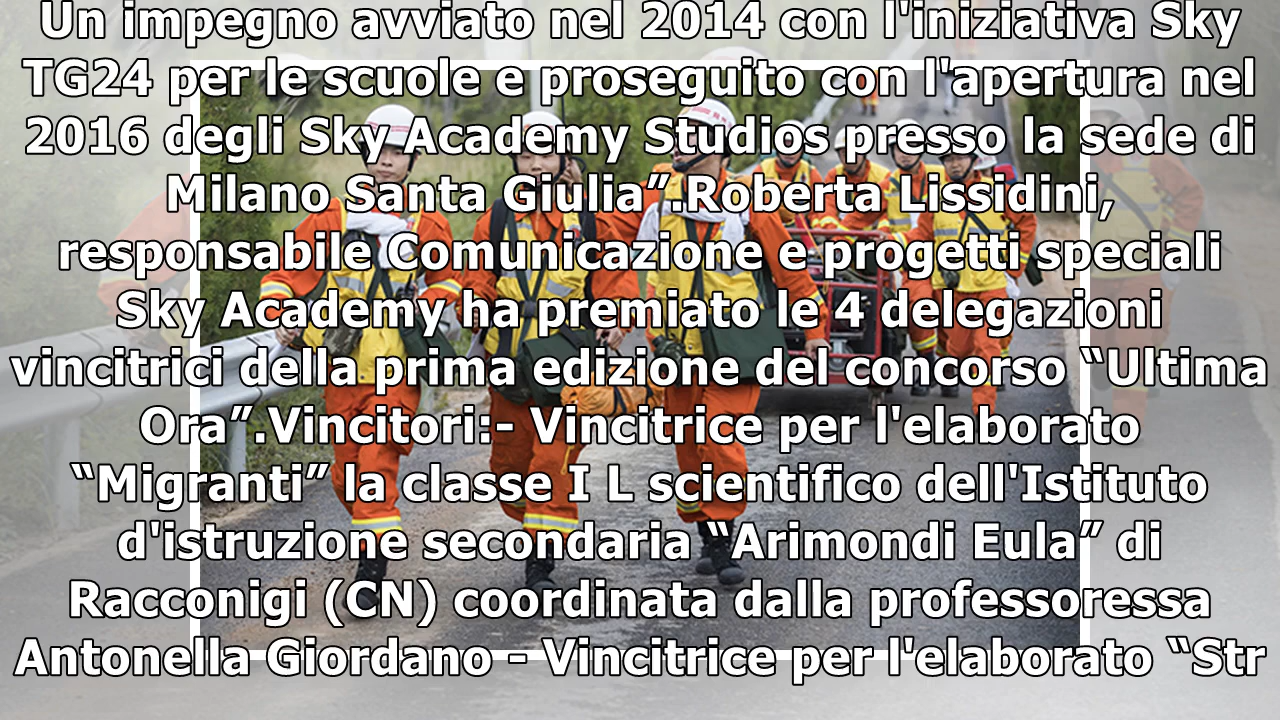 Un impegno avviato nel 2014 con l'iniziativa Sky
TG24 per le scuole e proseguito con l'apertura nel
2016 degli Sky Academy Studios presso la sede di
Milano Santa Giulia”.Roberta Lissidini,
responsabile Comunicazione e progetti speciali
Sky Academy ha premiato le 4 delegazioni
vincitrici della prima edizione del concorso “Ultima
Ora”.Vincitori:- Vincitrice per l'elaborato
“Migranti” la classe I L scientifico dell'Istituto
d'istruzione secondaria “Arimondi Eula” di
Racconigi (CN) coordinata dalla professoressa
Antonella Giordano - Vincitrice per l'elaborato “Str